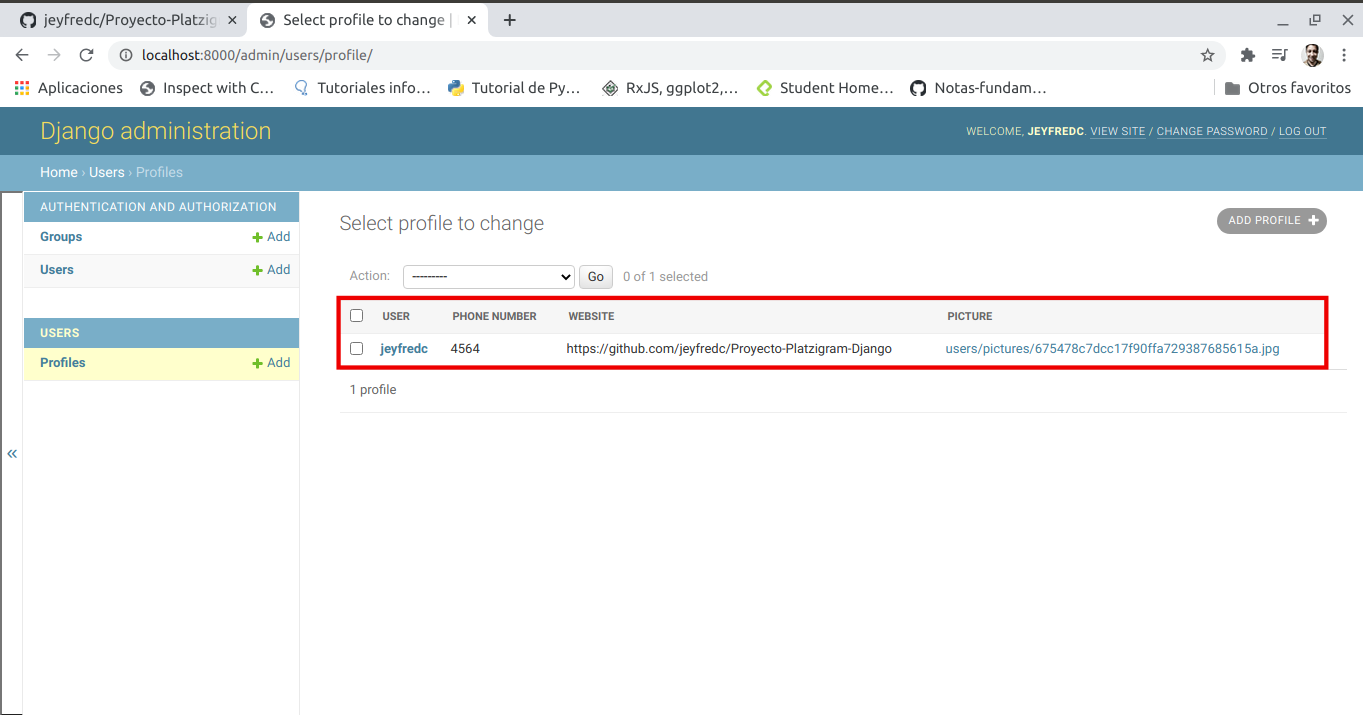 jeyfredc/Proyecto-Platzig
Select profile to change |
localhost:8000/admin/users/profile/
Aplicaciones Inspect with C… Tutoriales info… Tutorial de Py… RxJS, ggplot2,… Student Home… Notas-fundam… Otros favoritos
Django administration
WELCOME, JEYFREDC. VIEW SITE / CHANGE PASSWORD / LOG OUT
Home › Users › Profiles
AUTHENTICATION AND AUTHORIZATION
Groups + Add
Users + Add
USERS
Profiles + Add
«
Select profile to change
ADD PROFILE +
Action: --------- Go 0 of 1 selected
USER PHONE NUMBER WEBSITE PICTURE
jeyfredc 4564 https://github.com/jeyfredc/Proyecto-Platzigram-Django users/pictures/675478c7dcc17f90ffa729387685615a.jpg
1 profile